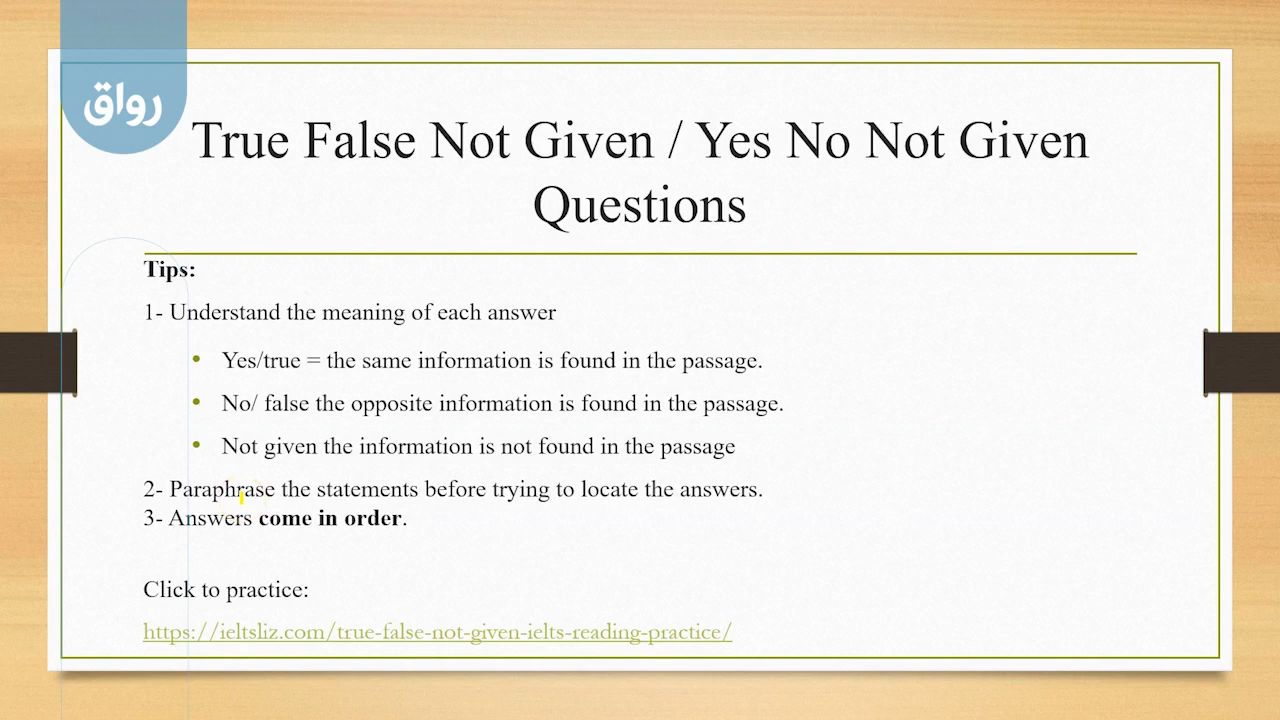 رواق
True False Not Given / Yes No Not Given
Questions
Tips:
1- Understand the meaning of each answer
• Yes/true = the same information is found in the passage.
• No/ false the opposite information is found in the passage.
• Not given the information is not found in the passage
2- Paraphrase the statements before trying to locate the answers.
3- Answers come in order.
Click to practice:
https://ieltsliz.com/true-false-not-given-ielts-reading-practice/